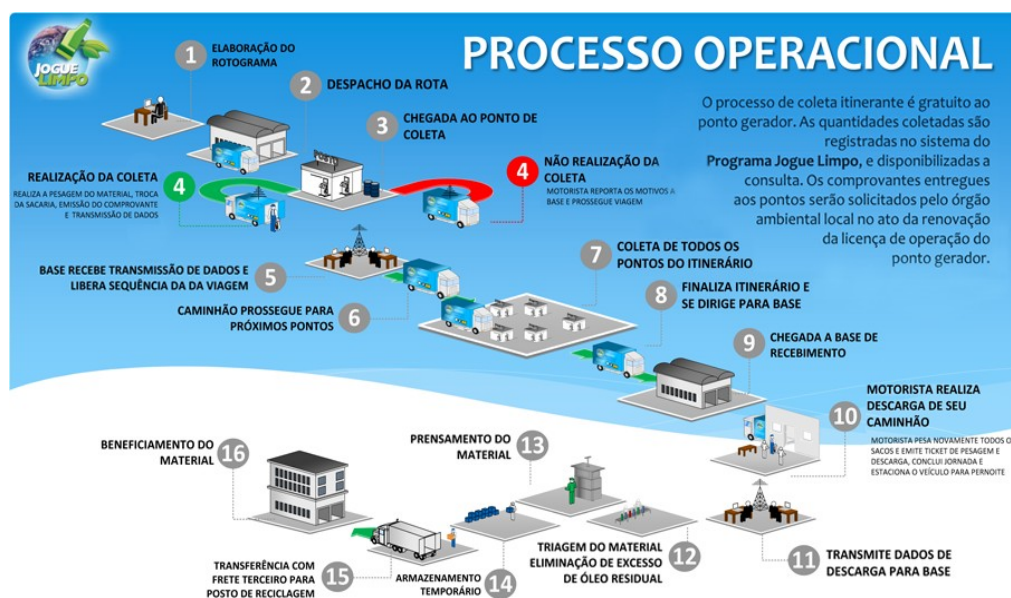 JOGUE
LIMPO
PROCESSO OPERACIONAL
O processo de coleta itinerante é gratuito ao
ponto gerador. As quantidades coletadas são
registradas no sistema do
Programa Jogue Limpo, e disponibilizadas a
consulta. Os comprovantes entregues
aos pontos serão solicitados pelo órgão
ambiental local no ato da renovação
da licença de operação do
ponto gerador.
1
ELABORAÇÃO DO
ROTOGRAMA
2
DESPACHO DA ROTA
3
CHEGADA AO PONTO DE
COLETA
POSTO
REALIZAÇÃO DA COLETA
4
REALIZA A PESAGEM DO MATERIAL, TROCA
DA SACARIA, EMISSÃO DO COMPROVANTE
E TRANSMISSÃO DE DADOS
4
NÃO REALIZAÇÃO DA
COLETA
MOTORISTA REPORTA OS MOTIVOS A
BASE E PROSSEGUE VIAGEM
BASE RECEBE TRANSMISSÃO DE DADOS E
LIBERA SEQUÊNCIA DA DA VIAGEM
5
CAMINHÃO PROSSEGUE PARA
PRÓXIMOS PONTOS
6
7
COLETA DE TODOS OS
PONTOS DO ITINERÁRIO
8
FINALIZA ITINERÁRIO E
SE DIRIGE PARA BASE
9
CHEGADA A BASE DE
RECEBIMENTO
10
MOTORISTA REALIZA
DESCARGA DE SEU
CAMINHÃO
MOTORISTA PESA NOVAMENTE TODOS O
SACOS E EMITE TICKET DE PESAGEM E
DESCARGA, CONCLUI JORNADA E
ESTACIONA O VEÍCULO PARA PERNOITE
11
TRANSMITE DADOS DE
DESCARGA PARA BASE
TRIAGEM DO MATERIAL
ELIMINAÇÃO DE EXCESSO
DE ÓLEO RESIDUAL
12
PRENSAMENTO DO
MATERIAL
13
ARMAZENAMENTO
TEMPORÁRIO
14
TRANSFERÊNCIA COM
FRETE TERCEIRO PARA
POSTO DE RECICLAGEM
15
BENEFICIAMENTO DO
MATERIAL
16